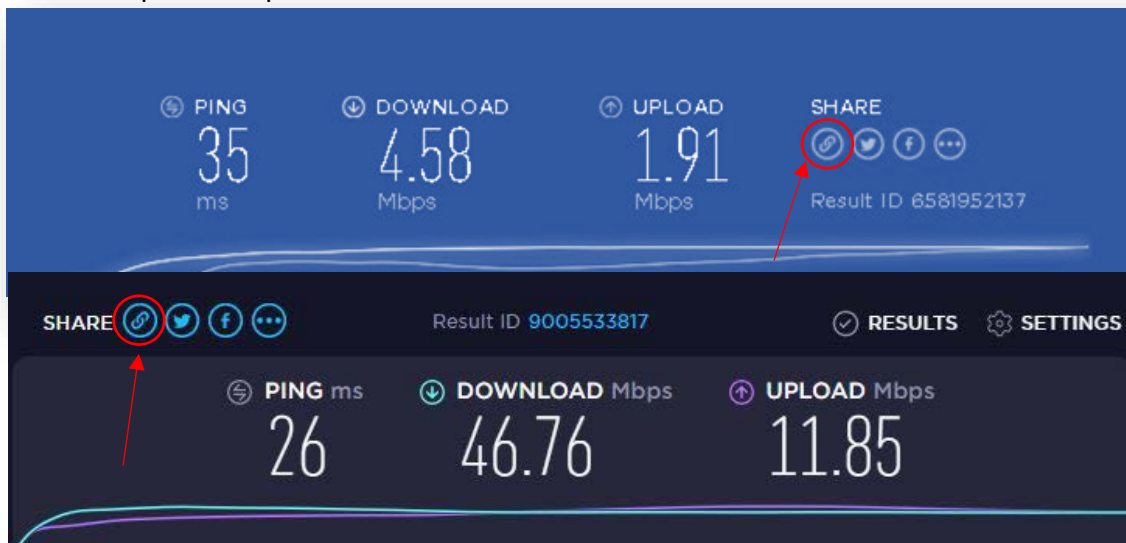 PING DOWNLOAD UPLOAD SHARE
35 4.58 1.91
ms Mbps Mbps Result ID 6581952137
SHARE Result ID 9005533817 RESULTS SETTINGS
PING ms DOWNLOAD Mbps UPLOAD Mbps
26 46.76 11.85